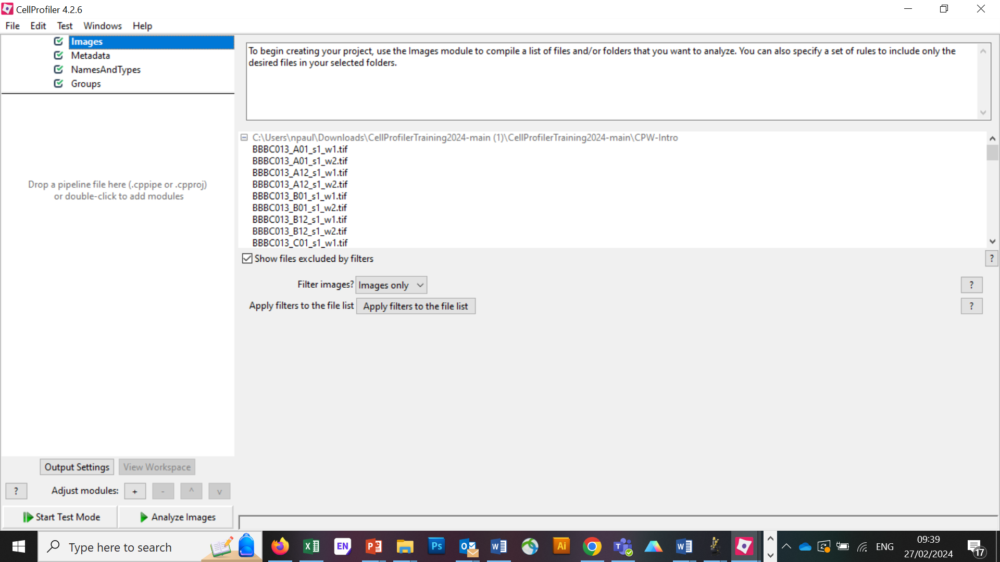 CellProfiler 4.2.6
File Edit Test Windows Help
Images
Metadata
NamesAndTypes
Groups
Drop a pipeline file here (.cppipe or .cpproj)
or double-click to add modules
Output Settings View Workspace
? Adjust modules: + - ^ v
Start Test Mode Analyze Images
To begin creating your project, use the Images module to compile a list of files and/or folders that you want to analyze. You can also specify a set of rules to include only the
desired files in your selected folders.
C:\Users\npaul\Downloads\CellProfilerTraining2024-main (1)\CellProfilerTraining2024-main\CPW-Intro
BBBC013_A01_s1_w1.tif
BBBC013_A01_s1_w2.tif
BBBC013_A12_s1_w1.tif
BBBC013_A12_s1_w2.tif
BBBC013_B01_s1_w1.tif
BBBC013_B01_s1_w2.tif
BBBC013_B12_s1_w1.tif
BBBC013_B12_s1_w2.tif
BBBC013_C01_s1_w1.tif
Show files excluded by filters ?
Filter images? Images only ?
Apply filters to the file list Apply filters to the file list ?
Type here to search
EN Ps Ai
ENG
09:39
27/02/2024
17